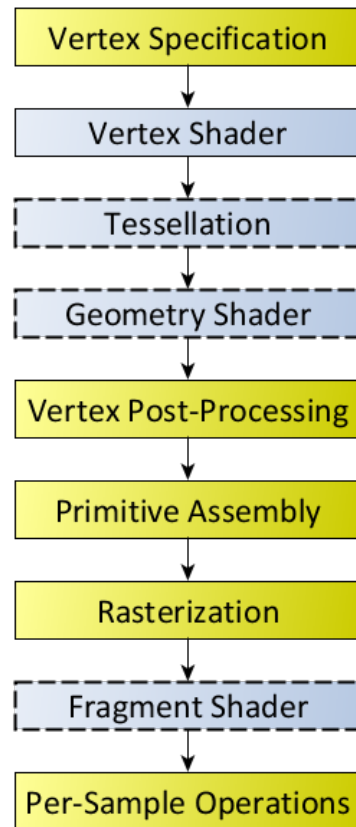 Vertex Specification
Vertex Shader
Tessellation
Geometry Shader
Vertex Post-Processing
Primitive Assembly
Rasterization
Fragment Shader
Per-Sample Operations